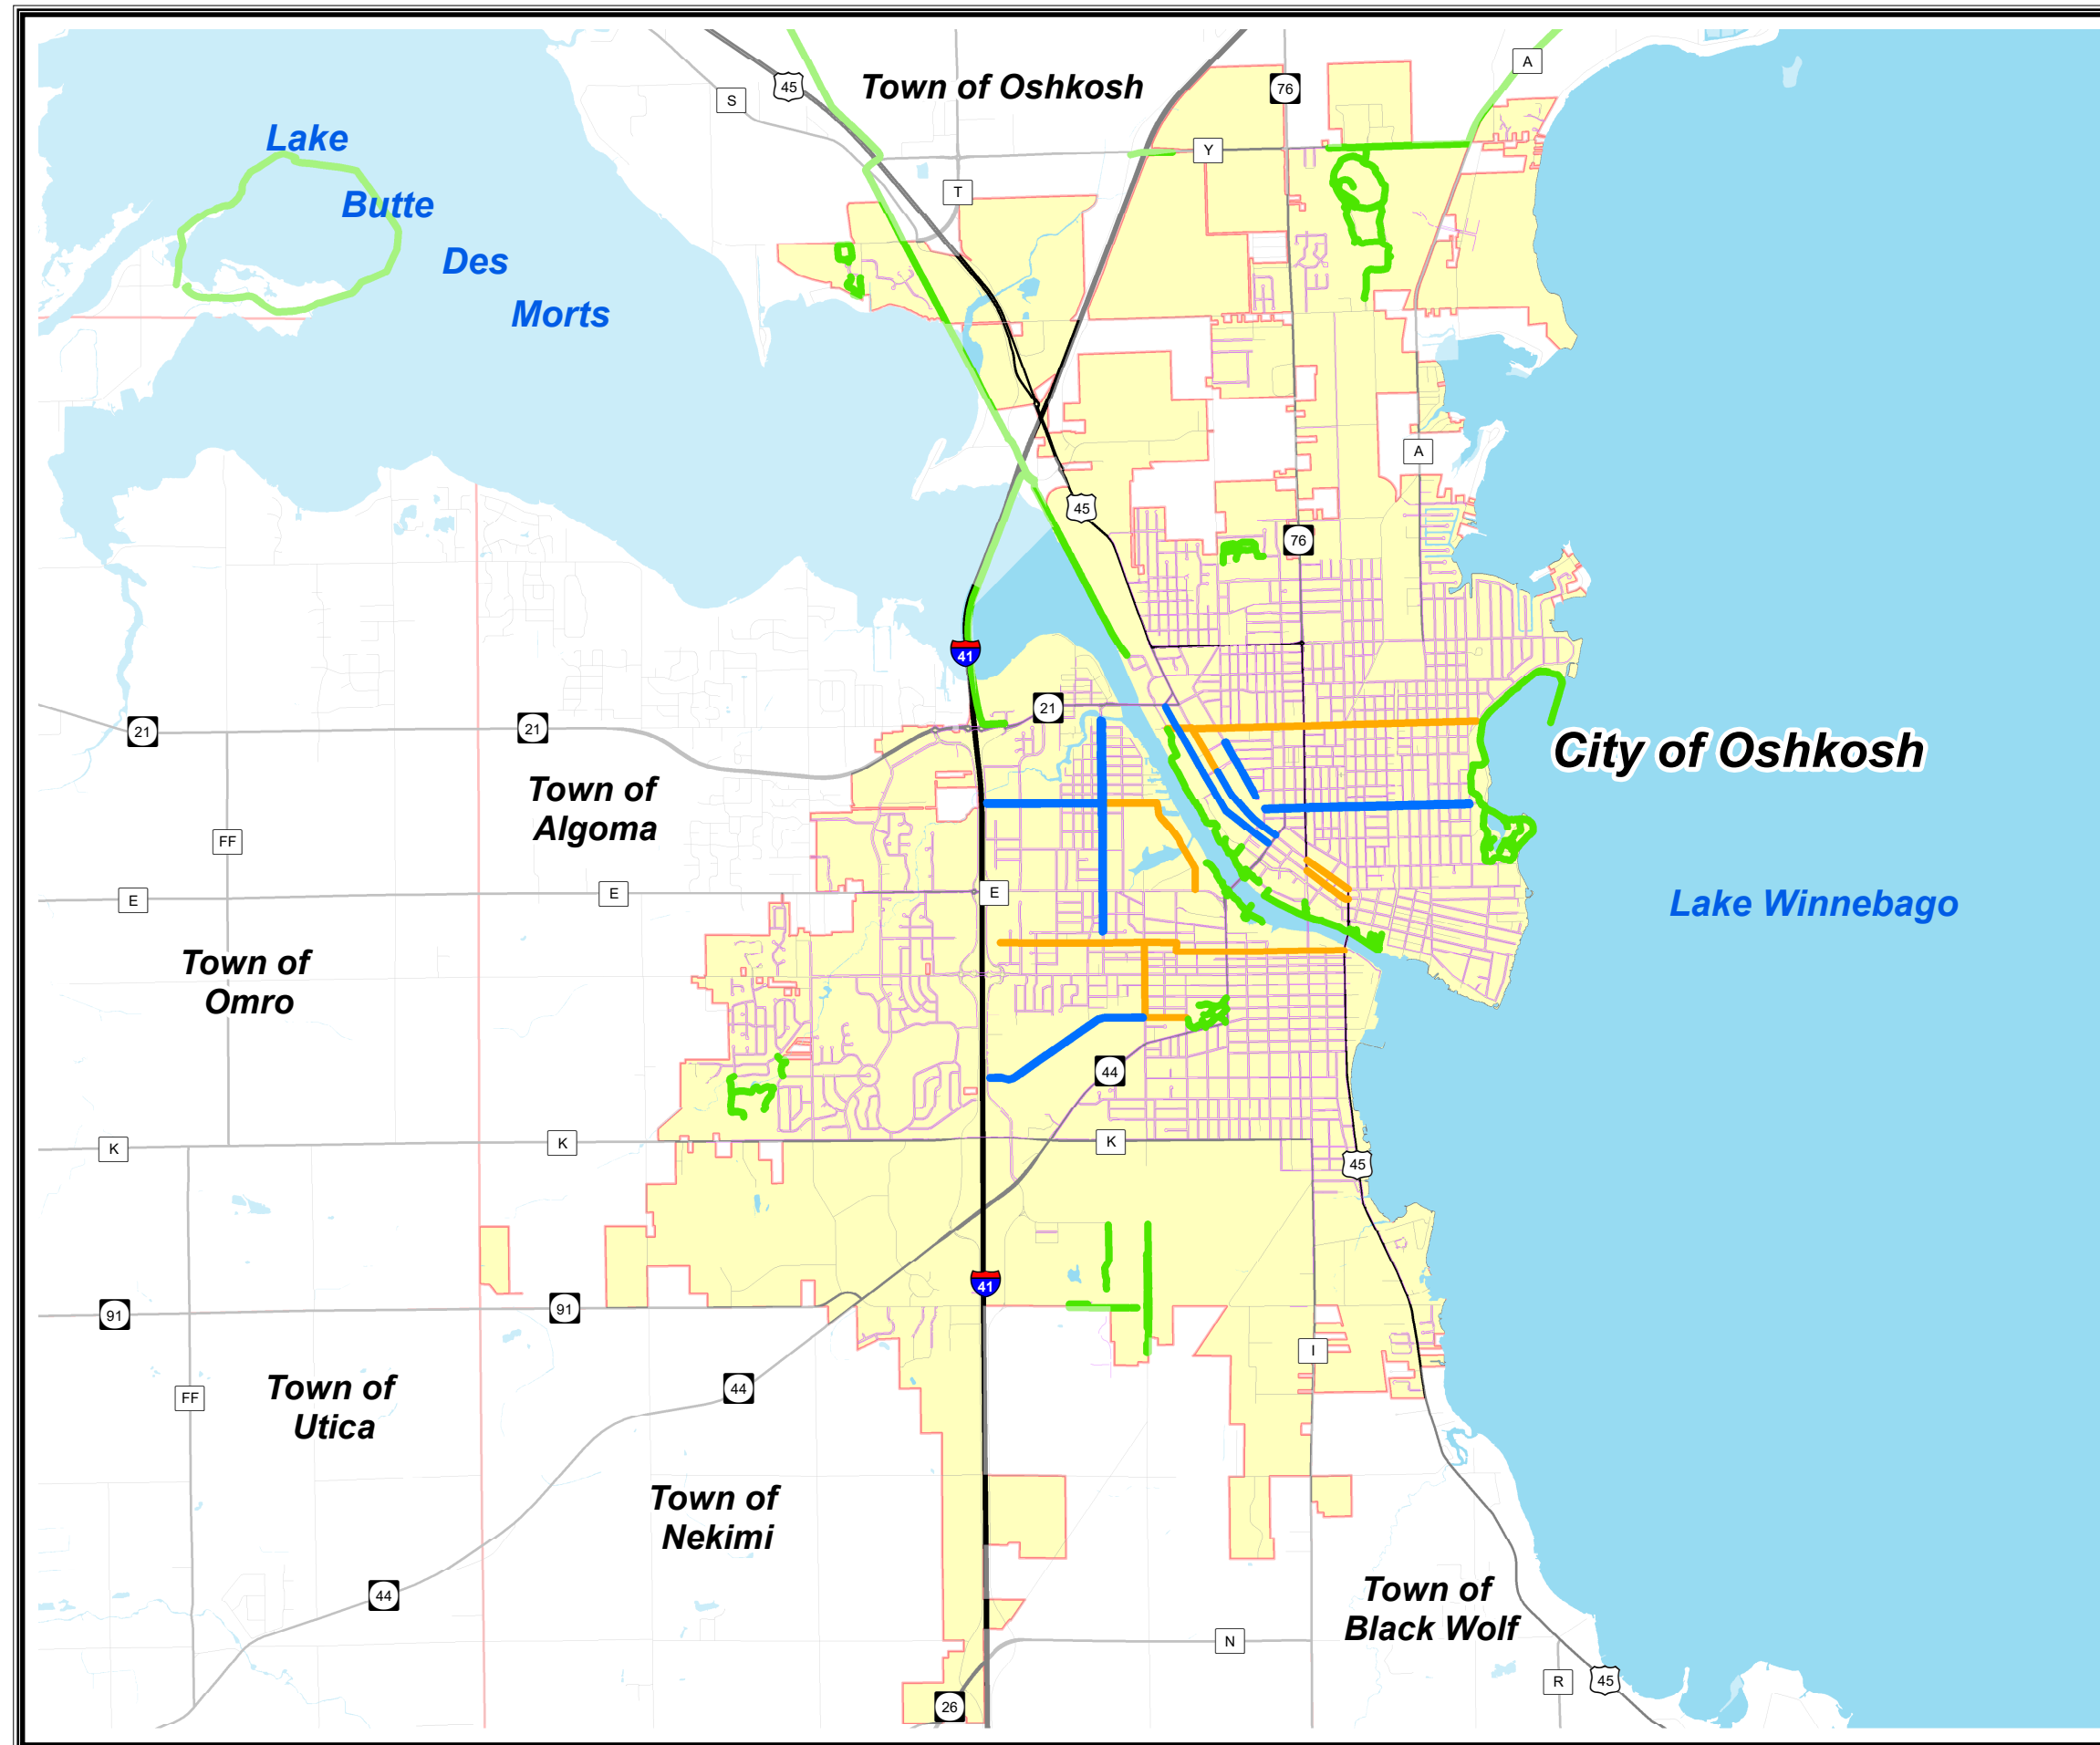 A
Town of Oshkosh
45
76
S
Lake
Y
T
Butte
Des
Morts
A
45
76
41
21
21
21
City of Oshkosh
Town of
Algoma
FF
E
E
E
Lake Winnebago
Town of
Omro
44
K
K
K
45
41
91
91
I
44
FF
Town of
Utica
Town of
Nekimi
44
Town of
Black Wolf
N
R
45
26